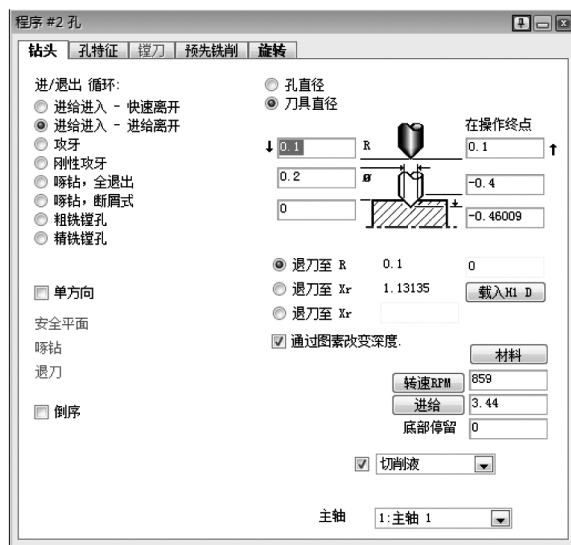 程序 #2 孔
钻头 孔特征 镗刀 预先铣削 旋转
进/退出 循环:
进给进入 - 快速离开
进给进入 - 进给离开
攻牙
刚性攻牙
啄钻，全退出
啄钻，断屑式
粗铣镗孔
精铣镗孔
单方向
安全平面
啄钻
退刀
倒序
孔直径
刀具直径
在操作终点
0.1 R 0.1
0.2 ø -0.4
0 -0.46009
退刀至 R 0.1 0
退刀至 Xr 1.13135 载入H1 D
退刀至 Xr
通过图素改变深度.
材料
转速RPM 859
进给 3.44
底部停留 0
切削液
主轴 1:主轴 1